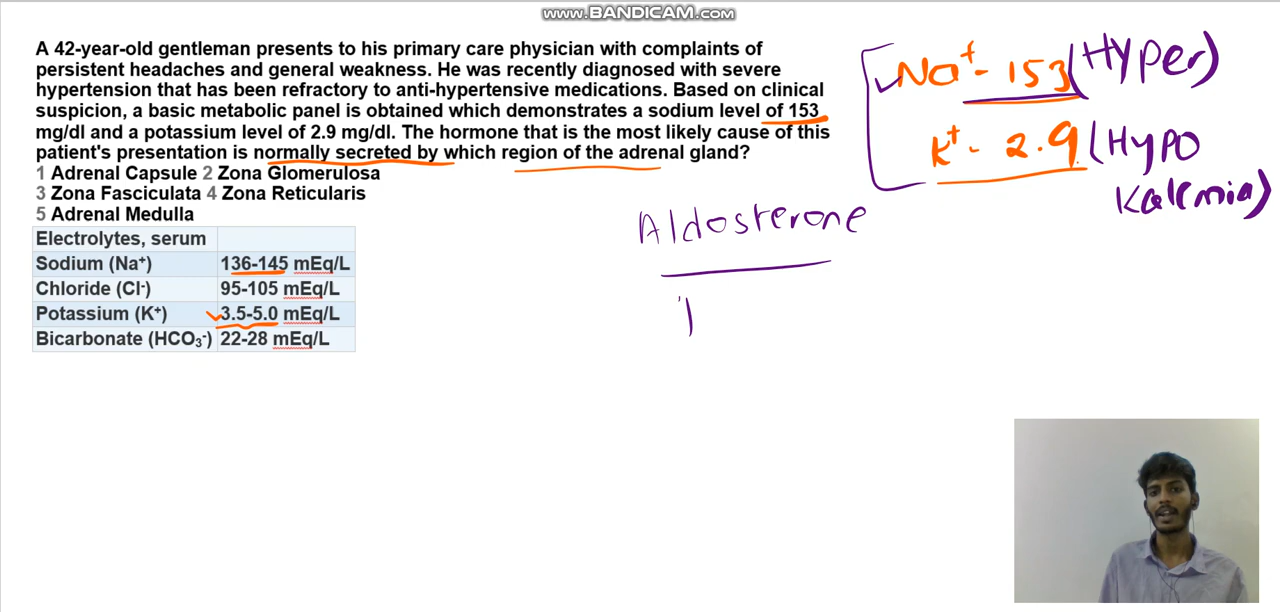 www.BANDICAM.com
A 42-year-old gentleman presents to his primary care physician with complaints of
persistent headaches and general weakness. He was recently diagnosed with severe
hypertension that has been refractory to anti-hypertensive medications. Based on clinical
suspicion, a basic metabolic panel is obtained which demonstrates a sodium level of 153
mg/dl and a potassium level of 2.9 mg/dl. The hormone that is the most likely cause of this
patient's presentation is normally secreted by which region of the adrenal gland?
1 Adrenal Capsule 2 Zona Glomerulosa
3 Zona Fasciculata 4 Zona Reticularis
5 Adrenal Medulla
Electrolytes, serum
Sodium (Na⁺) 136-145 mEq/L
Chloride (Cl⁻) 95-105 mEq/L
Potassium (K⁺) 3.5-5.0 mEq/L
Bicarbonate (HCO₃⁻) 22-28 mEq/L
Na⁺ - 153 (Hyper)
K⁺ - 2.9 (Hypo
Kalemia)
Aldosterone